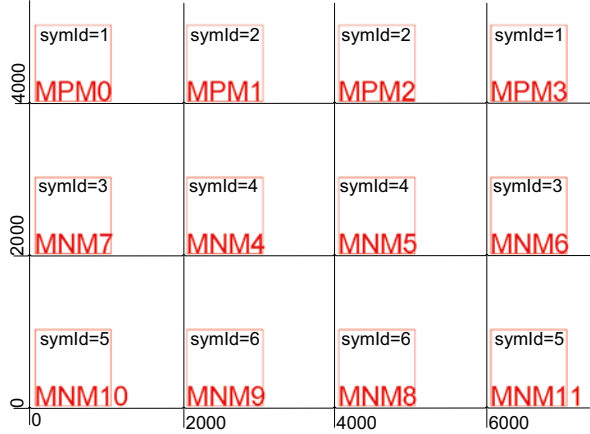 symId=1 symId=2 symId=2 symId=1
4000 MPM0 MPM1 MPM2 MPM3
symId=3 symId=4 symId=4 symId=3
2000 MNM7 MNM4 MNM5 MNM6
symId=5 symId=6 symId=6 symId=5
0 MNM10 MNM9 MNM8 MNM11
0 2000 4000 6000